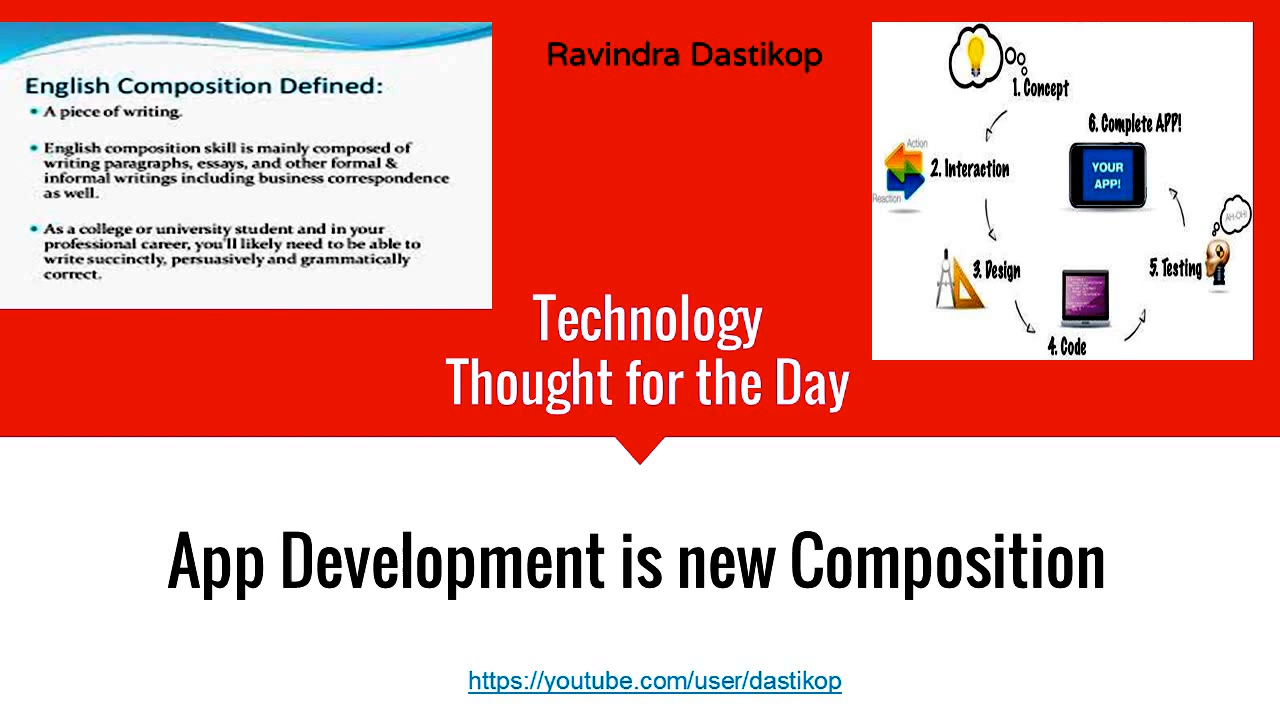 English Composition Defined:
• A piece of writing.
• English composition skill is mainly composed of
writing paragraphs, essays, and other formal &
informal writings including business correspondence
as well.
• As a college or university student and in your
professional career, you'll likely need to be able to
write succinctly, persuasively and grammatically
correct.
Ravindra Dastikop
1. Concept
Action
2. Interaction
Reaction
3. Design
4. Code
5. Testing
AH-OH!
6. Complete APP!
YOUR
APP!
Technology
Thought for the Day
App Development is new Composition
https://youtube.com/user/dastikop